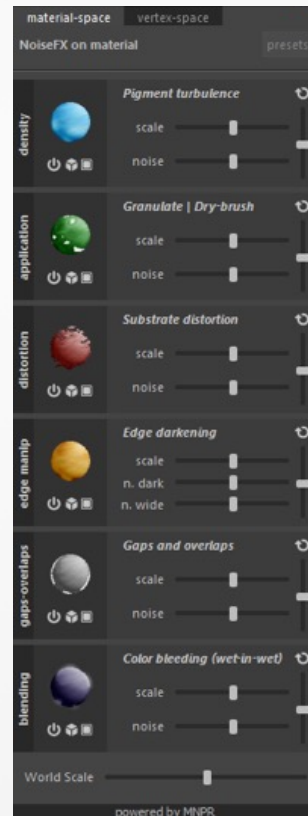 material-space vertex-space
NoiseFX on material presets
density
Pigment turbulence
scale
noise
application
Granulate | Dry-brush
scale
noise
distortion
Substrate distortion
scale
noise
edge manip
Edge darkening
scale
n. dark
n. wide
gaps-overlaps
Gaps and overlaps
scale
noise
blending
Color bleeding (wet-in-wet)
scale
noise
World Scale
powered by MNPR